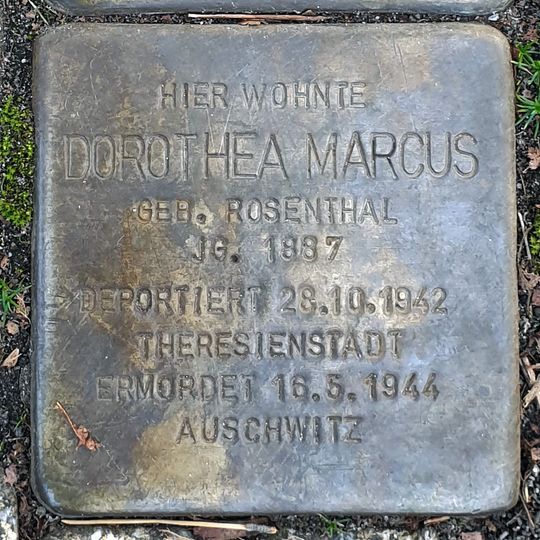 HIER WOHNTE
DOROTHEA MARCUS
GEB. ROSENTHAL
JG. 1887
DEPORTIERT 28.10.1942
THERESIENSTADT
ERMORDET 16.5.1944
AUSCHWITZ